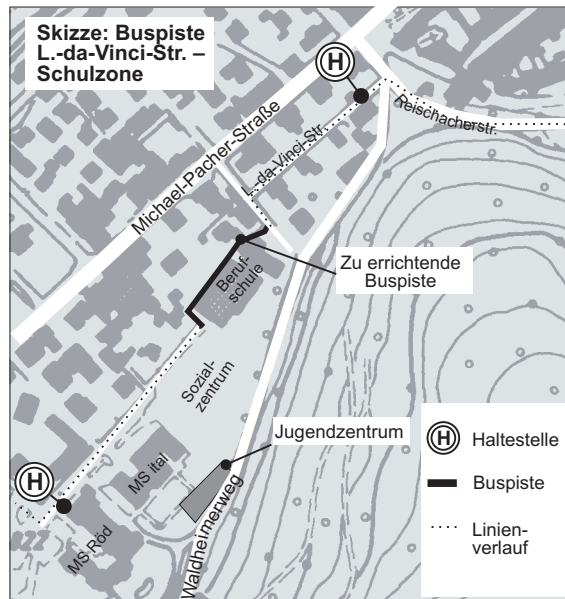 Skizze: Buspiste
L.-da-Vinci-Str. –
Schulzone
H
Reischacherstr.
L.-da-Vinci-Str.
Michael-Pacher-Straße
Zu errichtende
Buspiste
Beruf-
schule
Sozial-
zentrum
Jugendzentrum
MS ital
H
MS Röd
Waldheimerweg
H Haltestelle
Buspiste
Linien-
verlauf